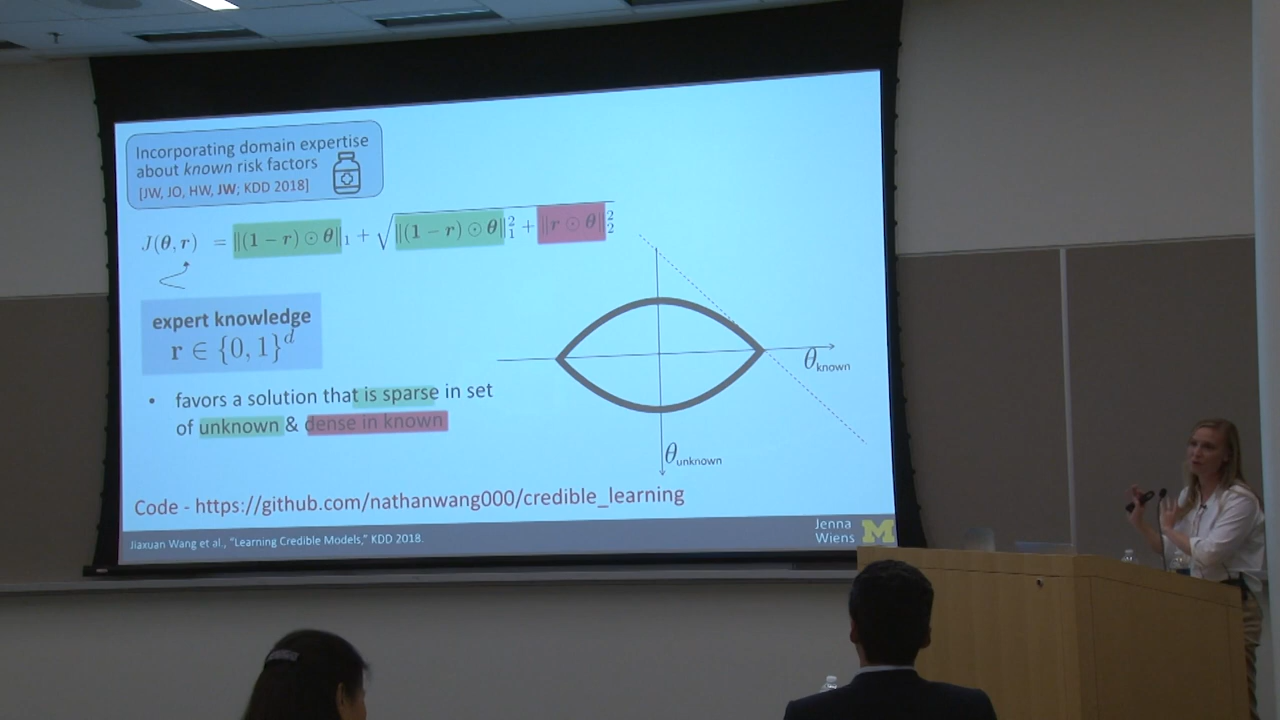 Incorporating domain expertise
about known risk factors
[JW, JO, HW, JW; KDD 2018]
J(θ, r) = ||(1 − r) ⊙ θ||₁ + √||(1 − r) ⊙ θ||₁² + ||r ⊙ θ||₂²
expert knowledge
r ∈ {0, 1}ᵈ
• favors a solution that is sparse in set
of unknown & dense in known
θknown
θunknown
Code - https://github.com/nathanwang000/credible_learning
Jiaxuan Wang et al., "Learning Credible Models," KDD 2018.
Jenna
Wiens
M